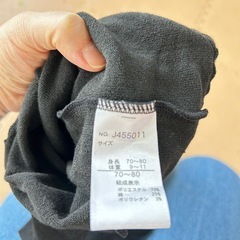 NO. J455011
サイズ
身長 70~80
体重 9~11
70~80
組成表示
ポリエステル
綿
ポリウレタン